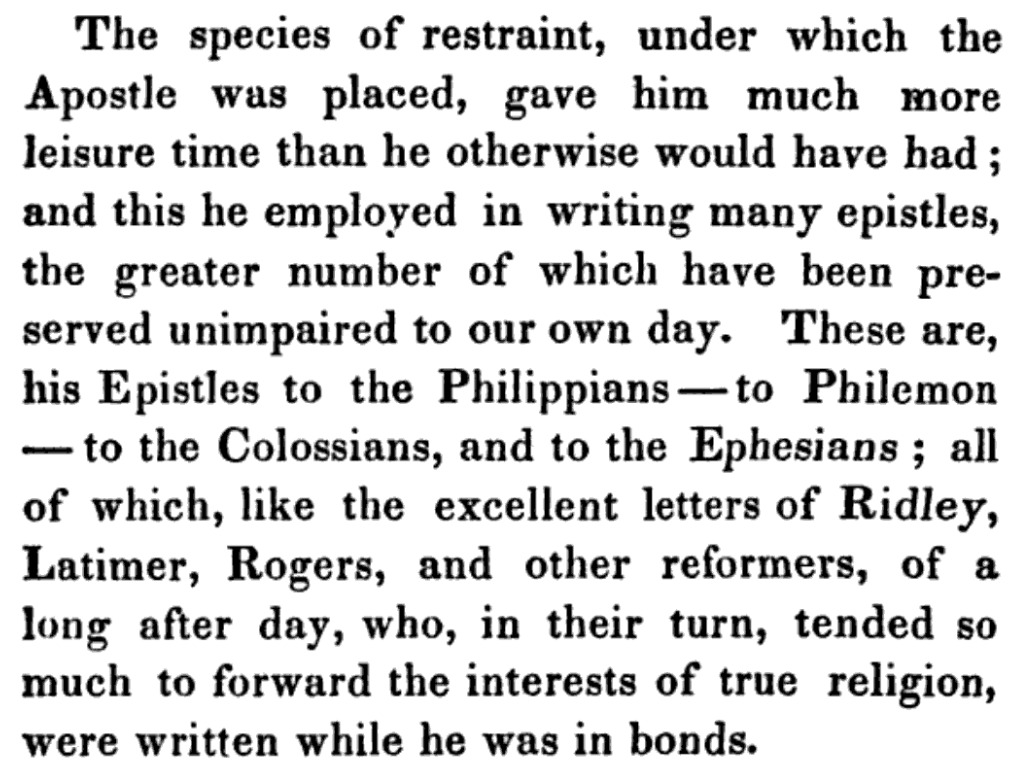 The species of restraint, under which the
Apostle was placed, gave him much more
leisure time than he otherwise would have had ;
and this he employed in writing many epistles,
the greater number of which have been pre-
served unimpaired to our own day. These are,
his Epistles to the Philippians — to Philemon
— to the Colossians, and to the Ephesians ; all
of which, like the excellent letters of Ridley,
Latimer, Rogers, and other reformers, of a
long after day, who, in their turn, tended so
much to forward the interests of true religion,
were written while he was in bonds.